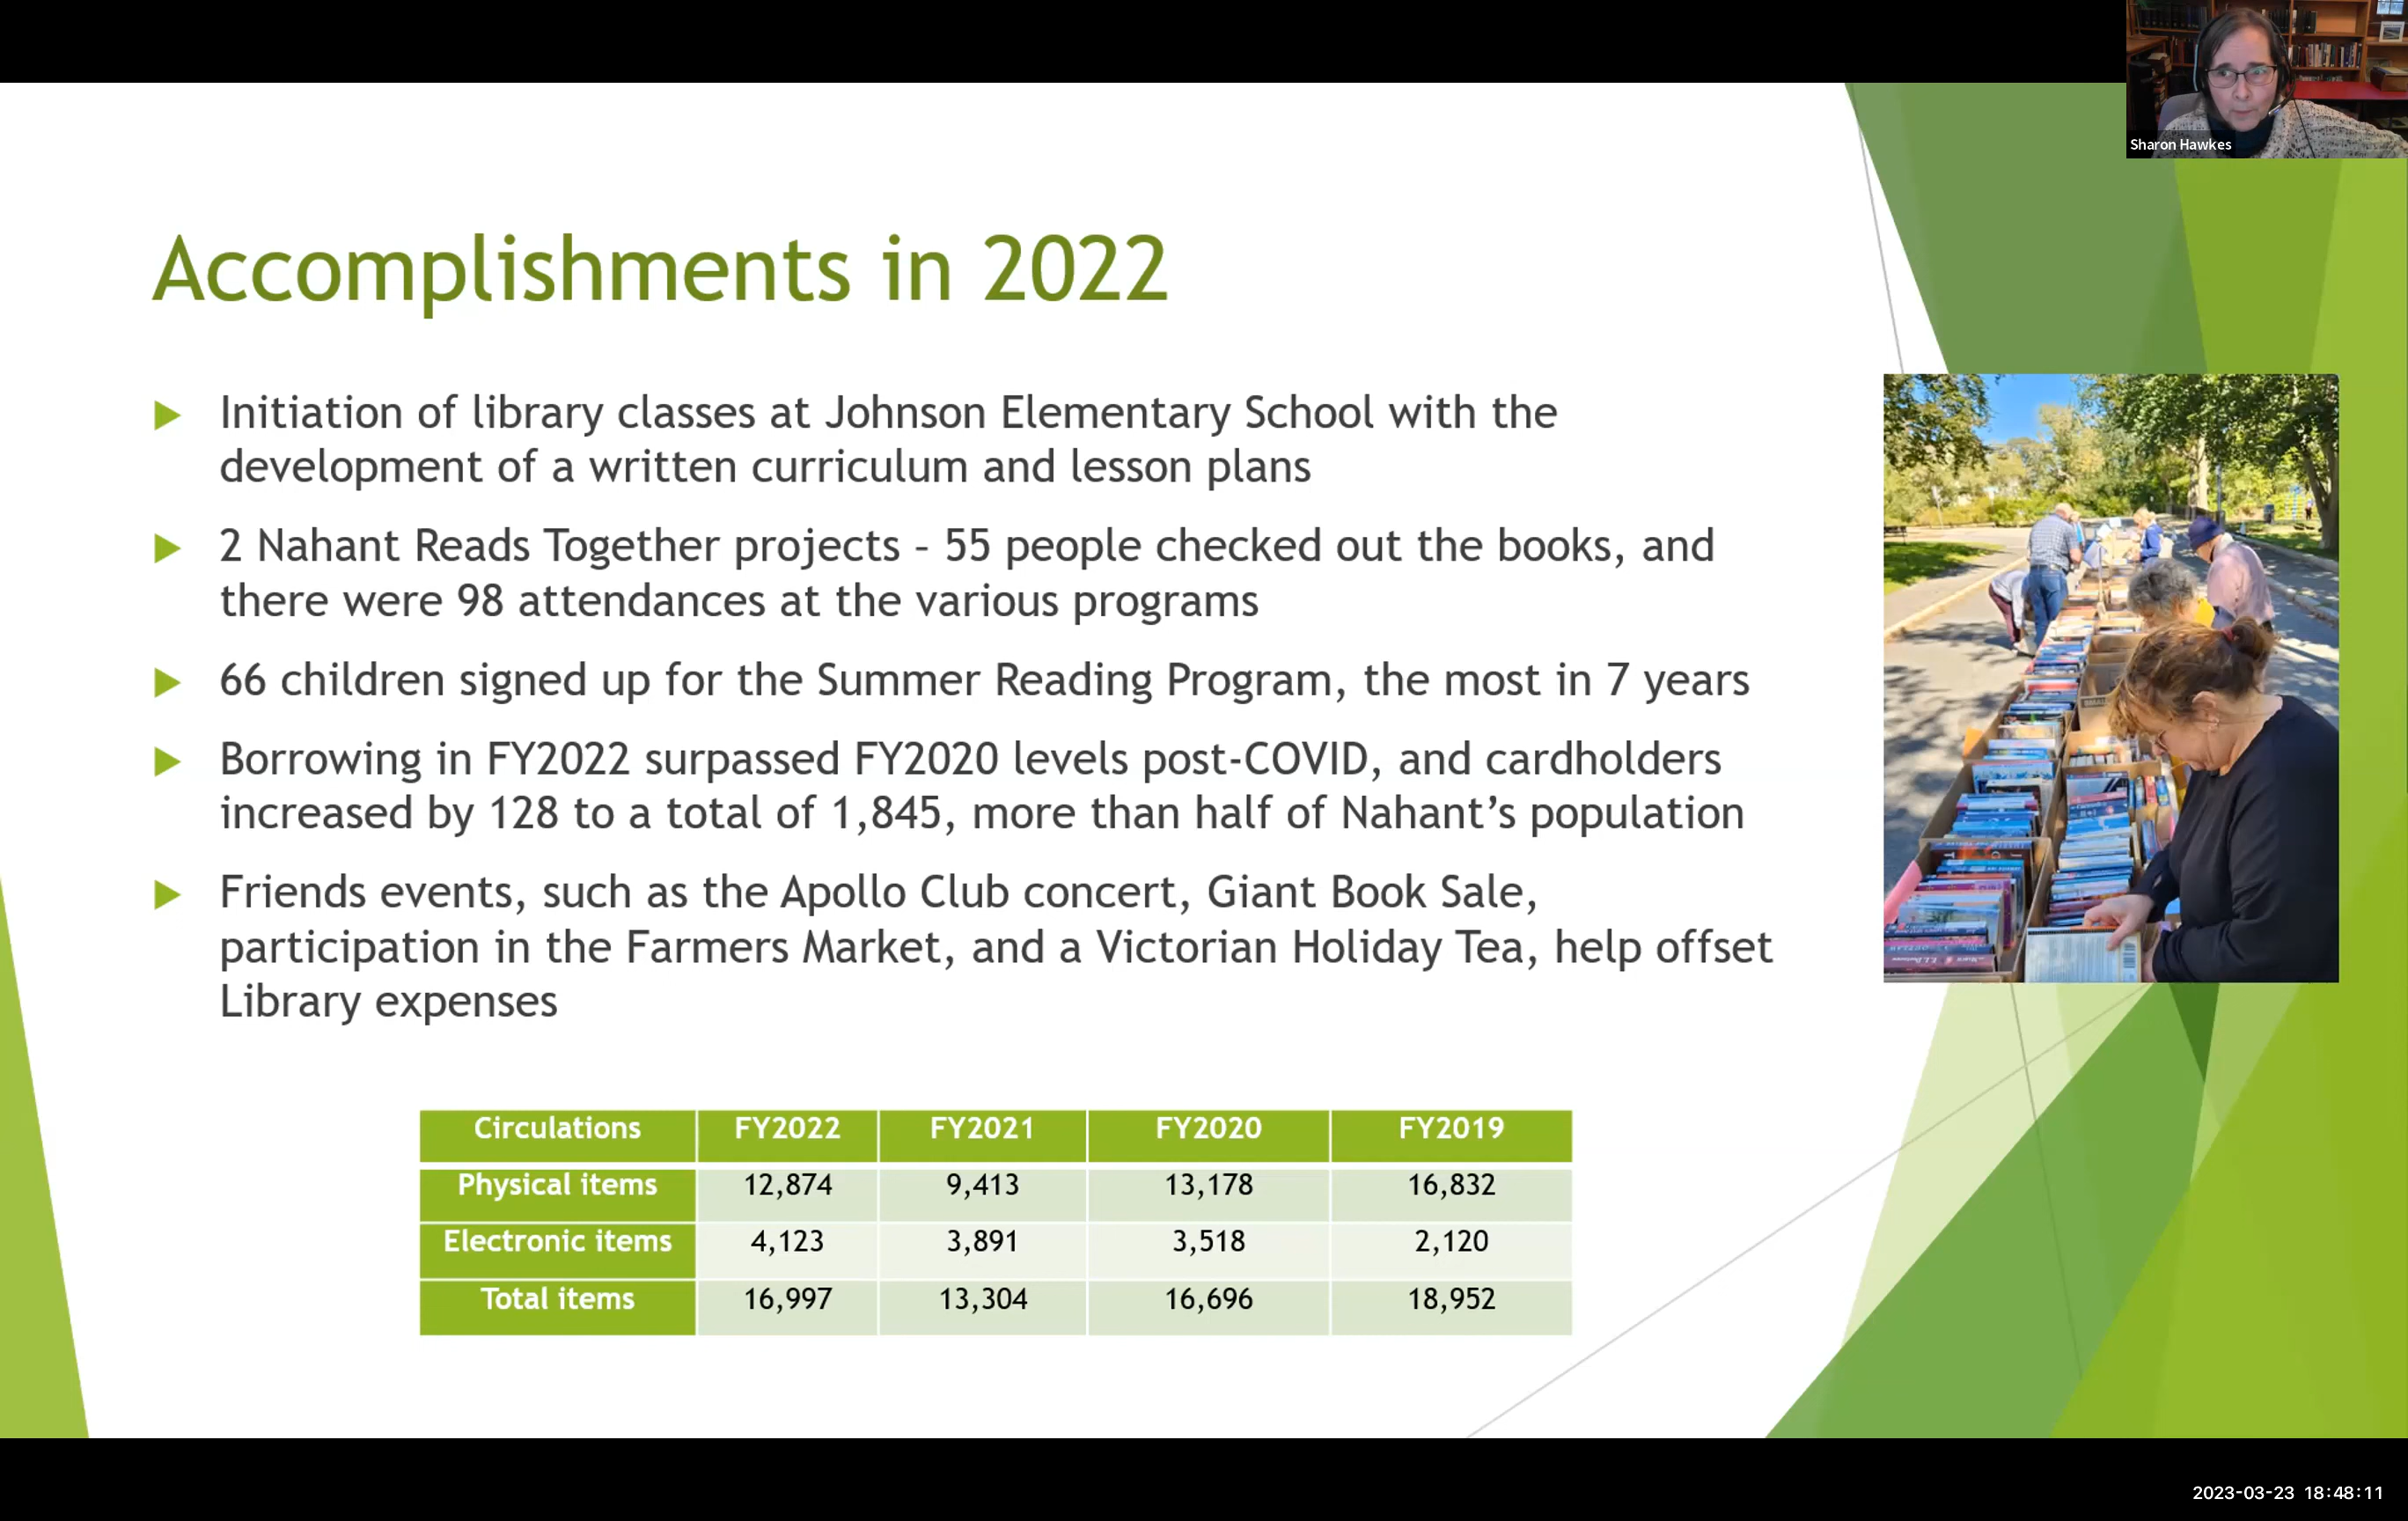 Sharon Hawkes
Accomplishments in 2022
Initiation of library classes at Johnson Elementary School with the
development of a written curriculum and lesson plans
2 Nahant Reads Together projects – 55 people checked out the books, and
there were 98 attendances at the various programs
66 children signed up for the Summer Reading Program, the most in 7 years
Borrowing in FY2022 surpassed FY2020 levels post-COVID, and cardholders
increased by 128 to a total of 1,845, more than half of Nahant’s population
Friends events, such as the Apollo Club concert, Giant Book Sale,
participation in the Farmers Market, and a Victorian Holiday Tea, help offset
Library expenses
Circulations FY2022 FY2021 FY2020 FY2019
Physical items 12,874 9,413 13,178 16,832
Electronic items 4,123 3,891 3,518 2,120
Total items 16,997 13,304 16,696 18,952
2023-03-23 18:48:11